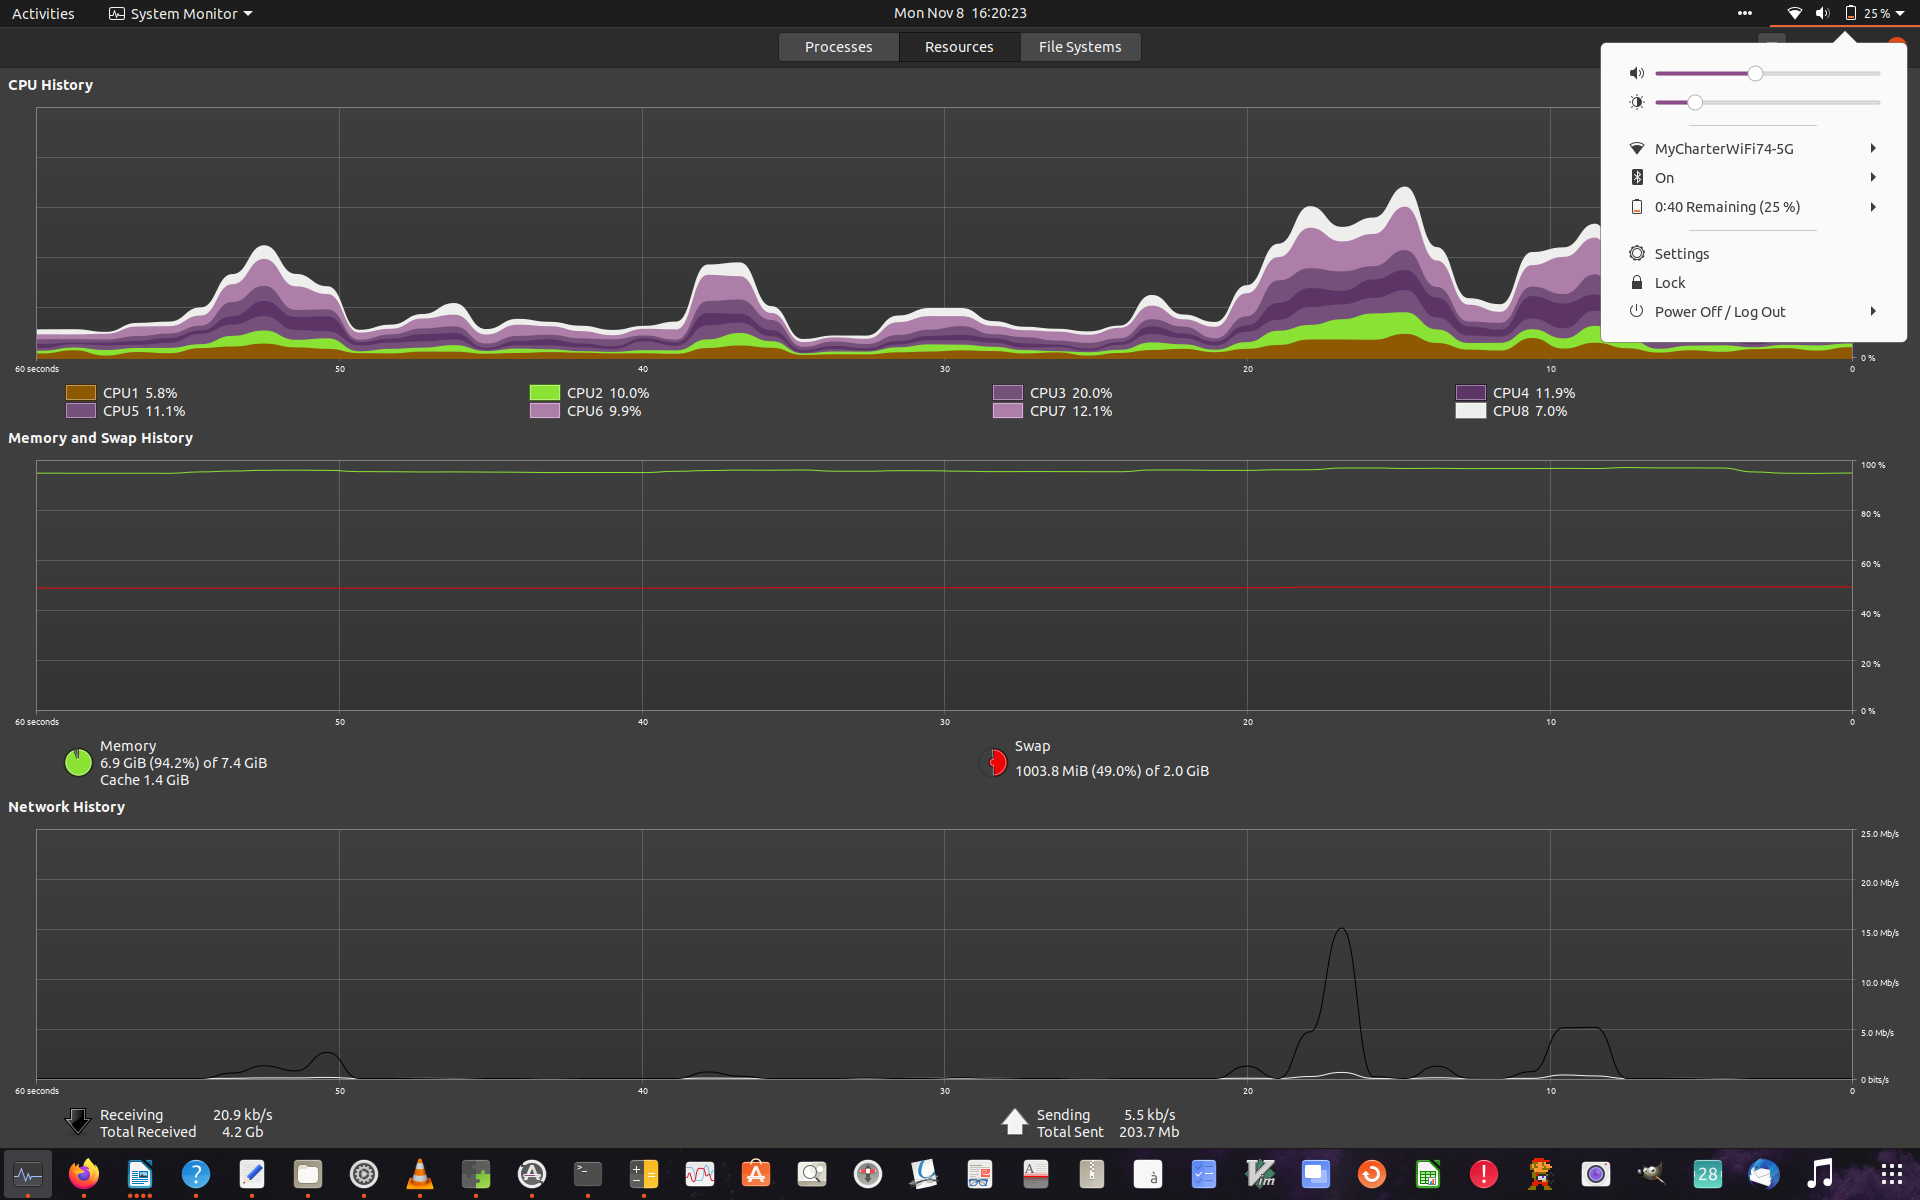 Activities
System Monitor
Mon Nov 8 16:20:23
25 %
Processes
Resources
File Systems
MyCharterWiFi74-5G
On
0:40 Remaining (25 %)
Settings
Lock
Power Off / Log Out
CPU History
0 %
60 seconds
50
40
30
20
10
0
CPU1 5.8%
CPU2 10.0%
CPU3 20.0%
CPU4 11.9%
CPU5 11.1%
CPU6 9.9%
CPU7 12.1%
CPU8 7.0%
Memory and Swap History
100 %
80 %
60 %
40 %
20 %
0 %
60 seconds
50
40
30
20
10
0
Memory
6.9 GiB (94.2%) of 7.4 GiB
Cache 1.4 GiB
Swap
1003.8 MiB (49.0%) of 2.0 GiB
Network History
25.0 Mb/s
20.0 Mb/s
15.0 Mb/s
10.0 Mb/s
5.0 Mb/s
0 bits/s
60 seconds
50
40
30
20
10
0
Receiving 20.9 kb/s
Total Received 4.2 Gb
Sending 5.5 kb/s
Total Sent 203.7 Mb
?
>_
A
à
Vim
!
28